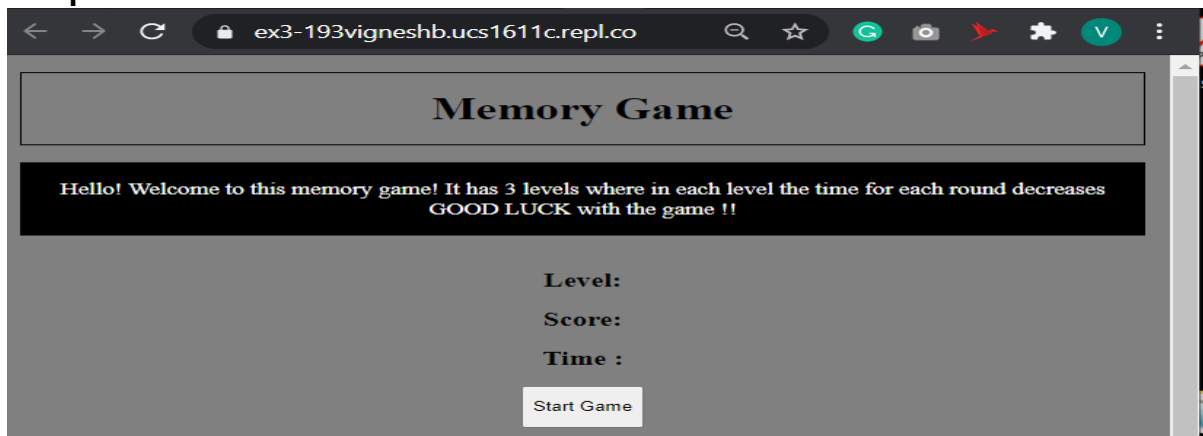 ex3-193vigneshb.ucs1611c.repl.co
G
V
Memory Game
Hello! Welcome to this memory game! It has 3 levels where in each level the time for each round decreases
GOOD LUCK with the game !!
Level:
Score:
Time :
Start Game